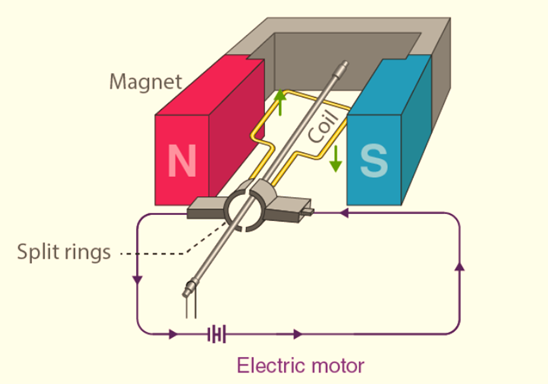 Magnet
Coil
N
S
Split rings
Electric motor